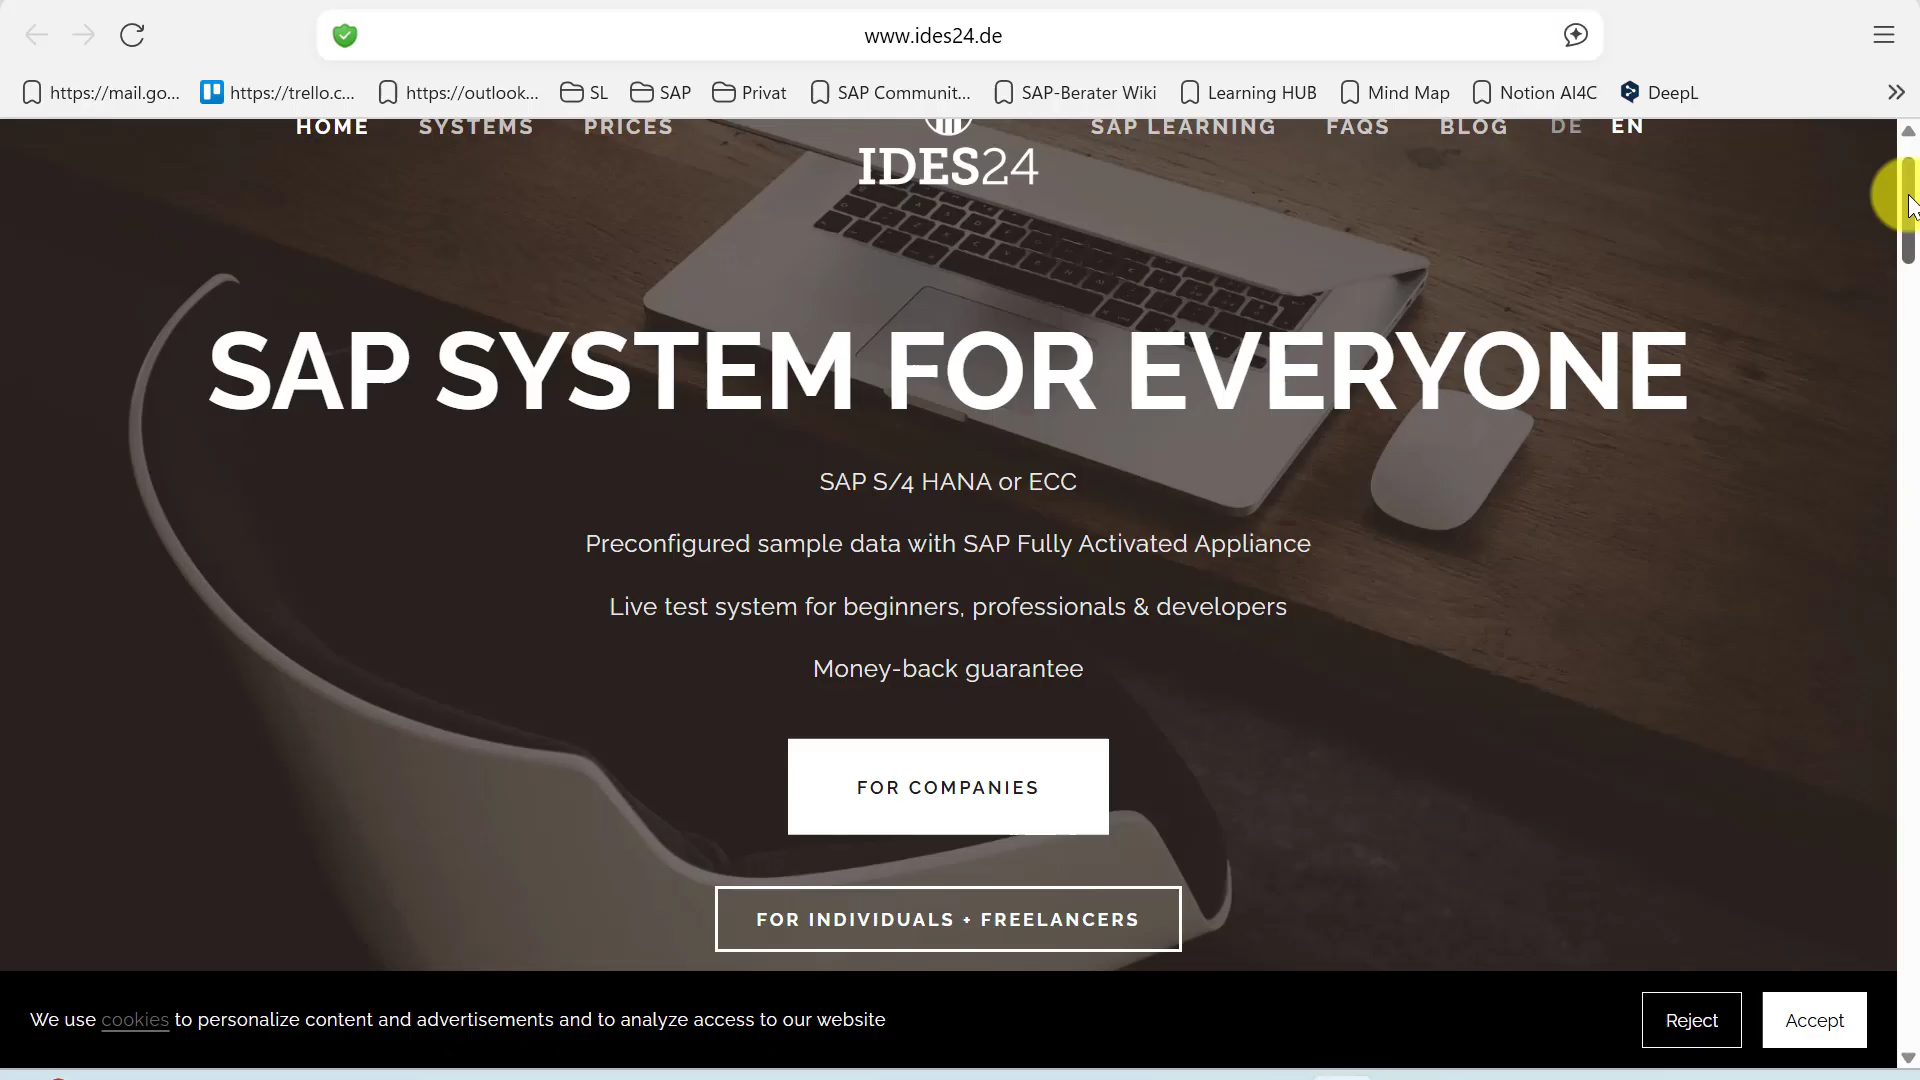 www.ides24.de
https://mail.go... https://trello.c... https://outlook... SL SAP Privat SAP Communit... SAP-Berater Wiki Learning HUB Mind Map Notion AI4C DeepL
HOME SYSTEMS PRICES SAP LEARNING FAQS BLOG DE EN
IDES24
SAP SYSTEM FOR EVERYONE
SAP S/4 HANA or ECC
Preconfigured sample data with SAP Fully Activated Appliance
Live test system for beginners, professionals & developers
Money-back guarantee
FOR COMPANIES
FOR INDIVIDUALS + FREELANCERS
We use cookies to personalize content and advertisements and to analyze access to our website
Reject Accept